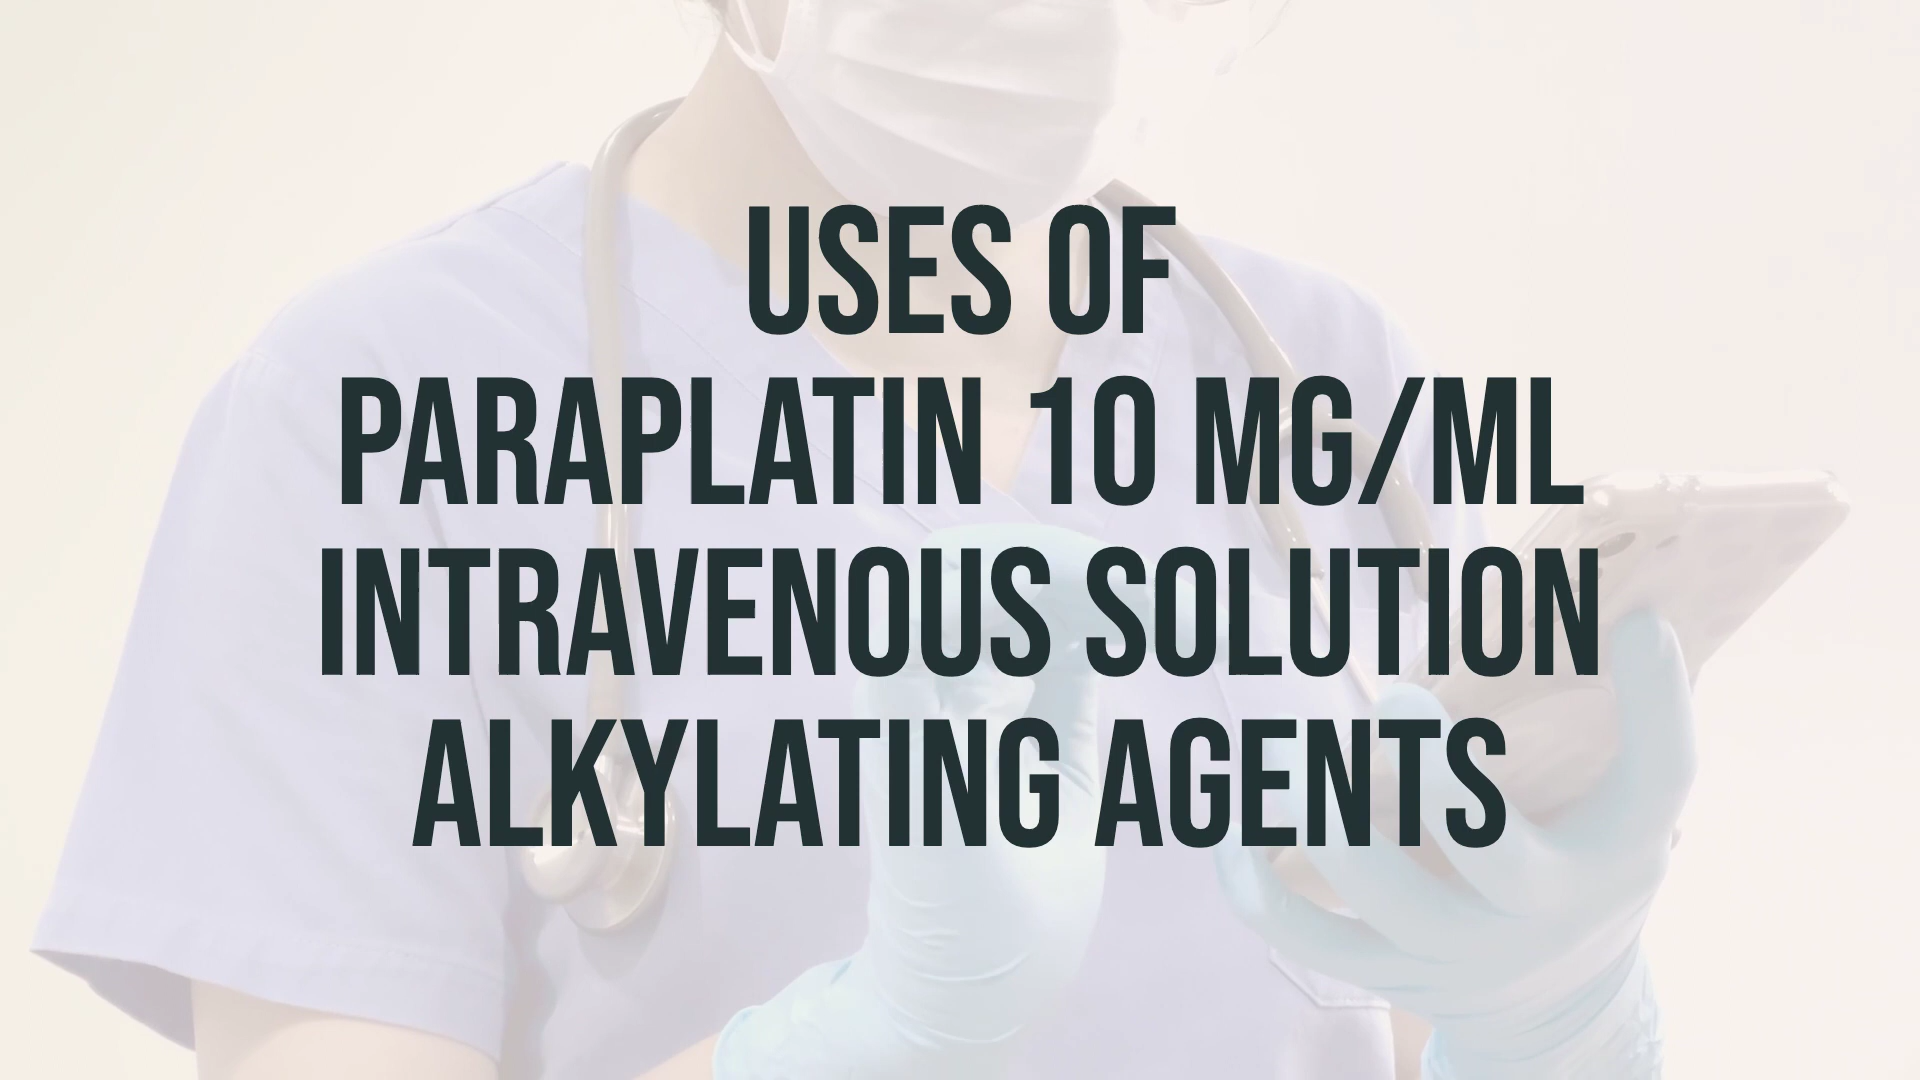 USES OF
PARAPLATIN 10 MG/ML
INTRAVENOUS SOLUTION
ALKYLATING AGENTS